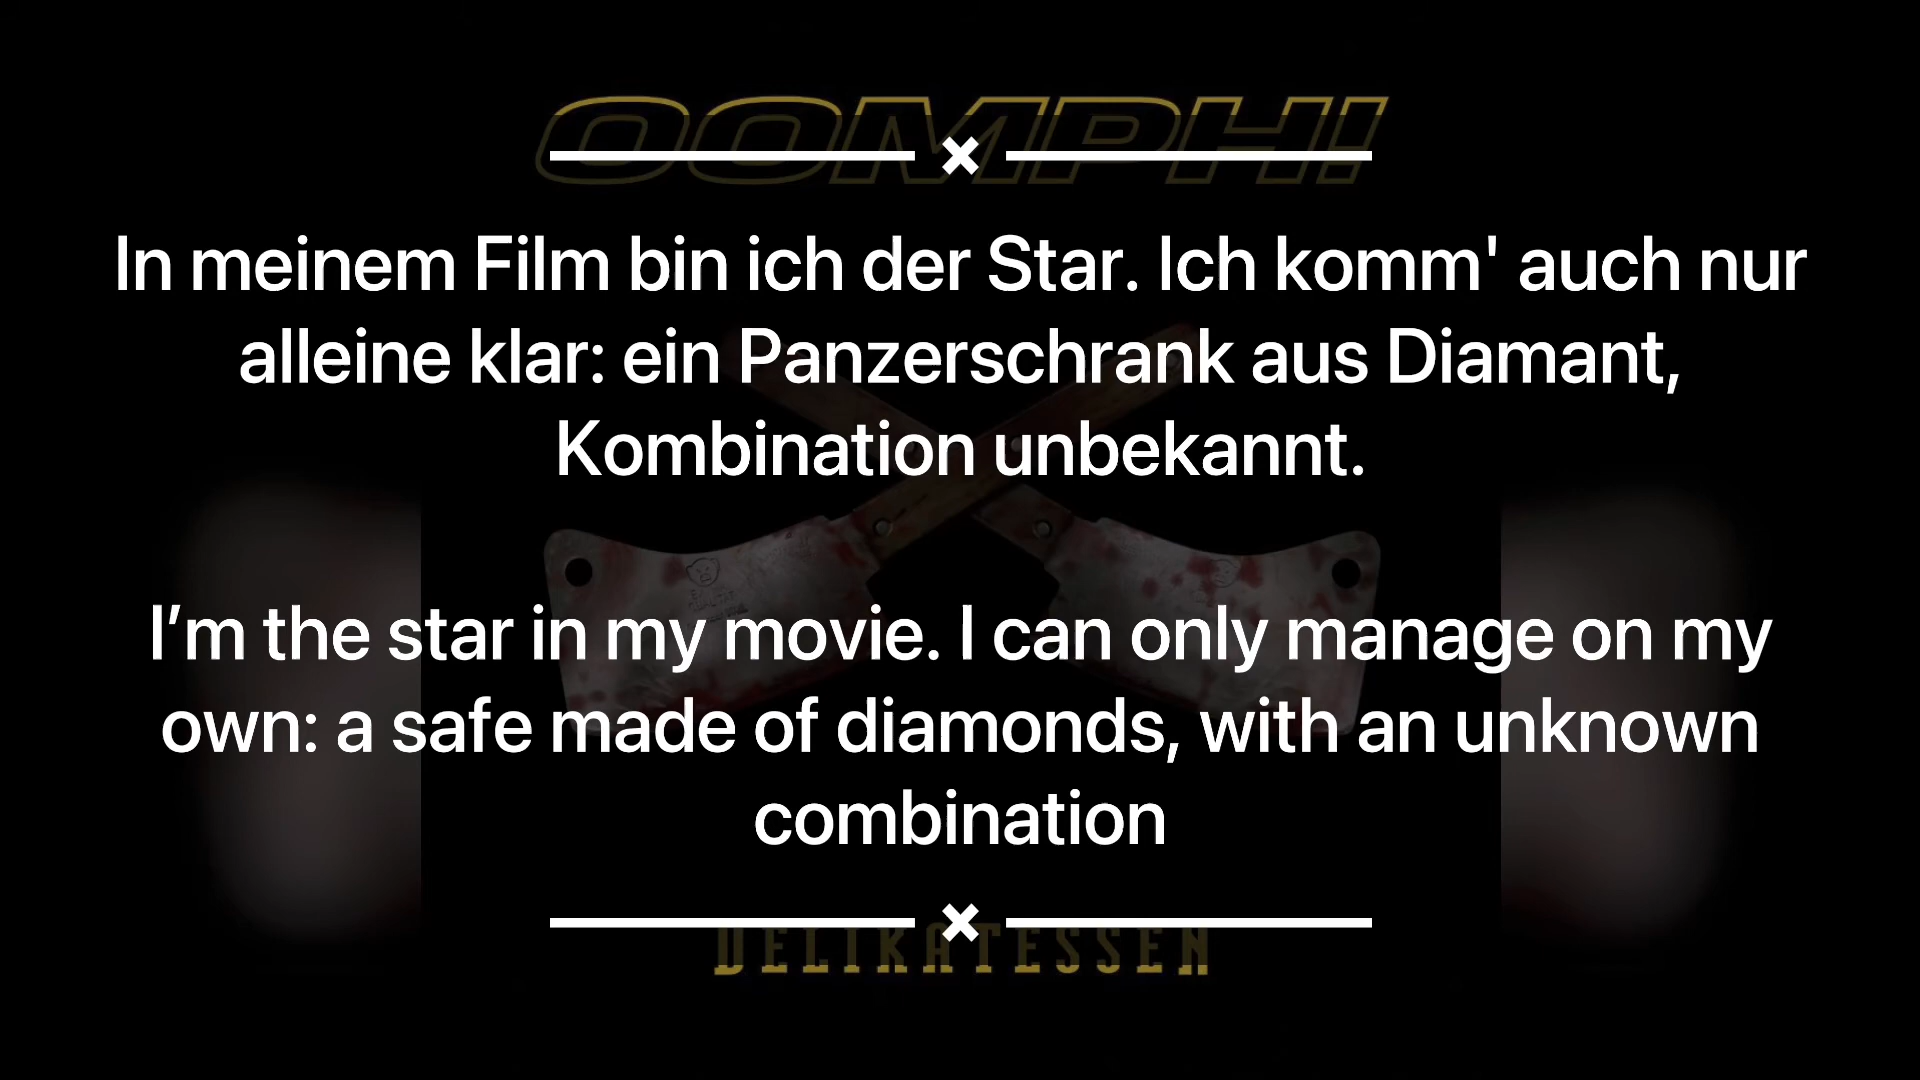 OOMPH!
In meinem Film bin ich der Star. Ich komm' auch nur
alleine klar: ein Panzerschrank aus Diamant,
Kombination unbekannt.
I’m the star in my movie. I can only manage on my
own: a safe made of diamonds, with an unknown
combination
DELIKATESSEN